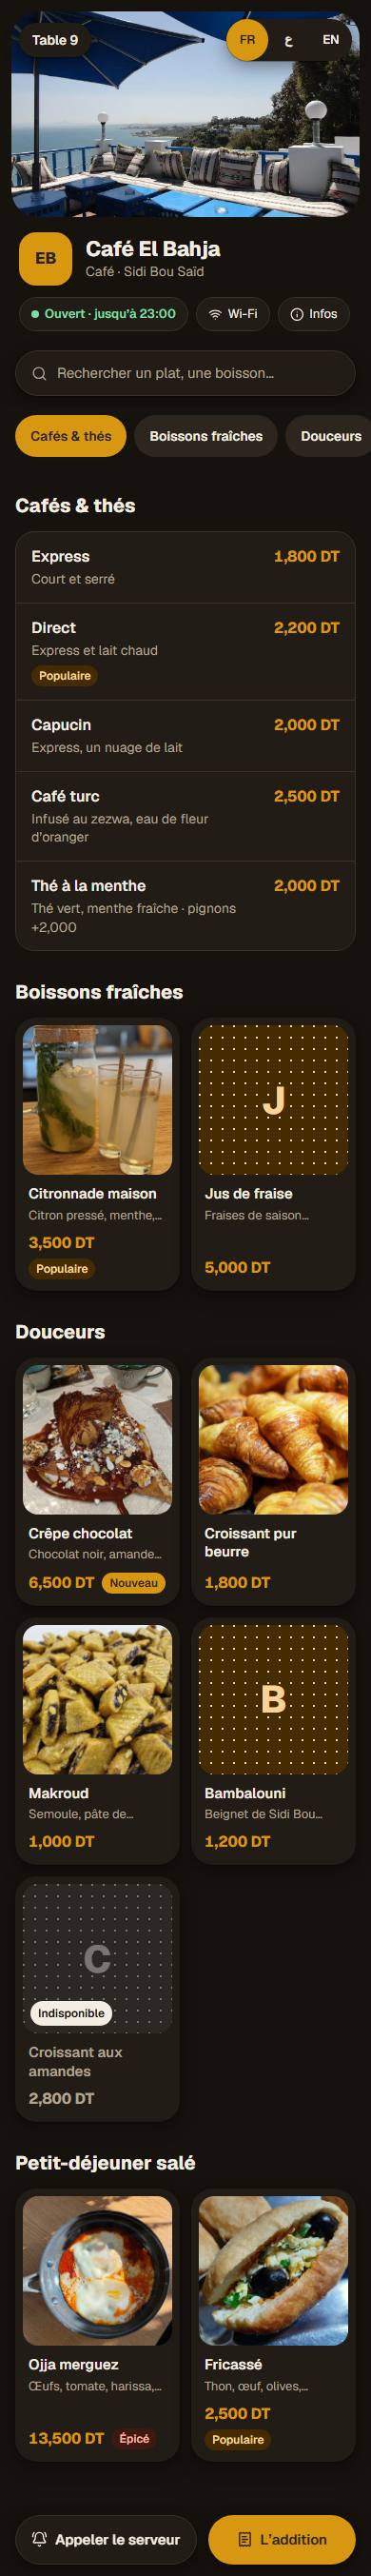 Table 9
FR
ع
EN
EB
Café El Bahja
Café · Sidi Bou Saïd
Ouvert · jusqu'à 23:00
Wi-Fi
Infos
Rechercher un plat, une boisson...
Cafés & thés
Boissons fraîches
Douceurs
Cafés & thés
Express
1,800 DT
Court et serré
Direct
2,200 DT
Express et lait chaud
Populaire
Capucin
2,000 DT
Express, un nuage de lait
Café turc
2,500 DT
Infusé au zezwa, eau de fleur
d'oranger
Thé à la menthe
2,000 DT
Thé vert, menthe fraîche · pignons
+2,000
Boissons fraîches
Citronnade maison
Citron pressé, menthe,...
3,500 DT
Populaire
J
Jus de fraise
Fraises de saison...
5,000 DT
Douceurs
Crêpe chocolat
Chocolat noir, amande...
6,500 DT
Nouveau
Croissant pur
beurre
1,800 DT
Makroud
Semoule, pâte de...
1,000 DT
B
Bambalouni
Beignet de Sidi Bou...
1,200 DT
C
Indisponible
Croissant aux
amandes
2,800 DT
Petit-déjeuner salé
Ojja merguez
Œufs, tomate, harissa,...
13,500 DT
Épicé
Fricassé
Thon, œuf, olives,...
2,500 DT
Populaire
Appeler le serveur
L'addition